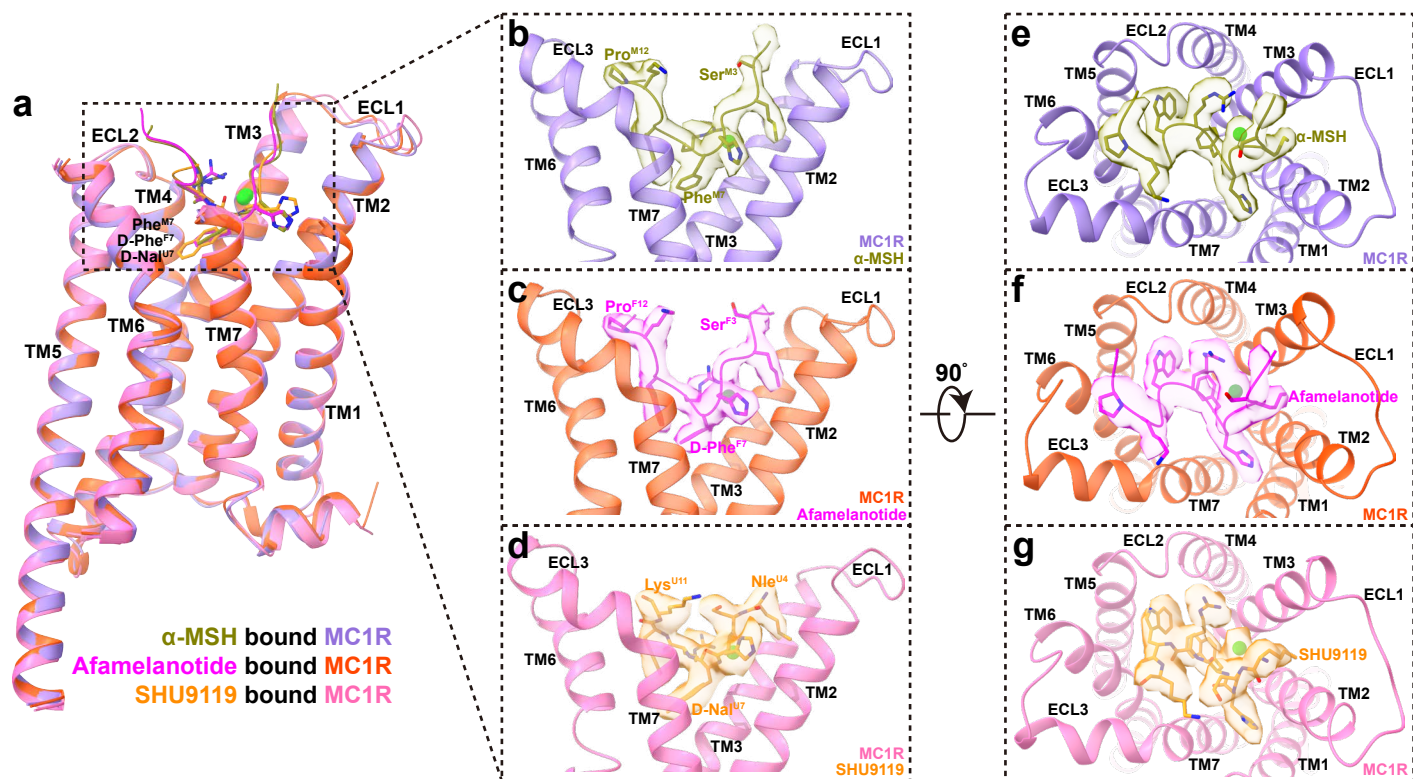 a
ECL2
TM3
ECL1
TM4
TM2
Phe^M7
D-Phe^F7
D-Nal^U7
TM6
TM7
TM5
TM1
α-MSH bound MC1R
Afamelanotide bound MC1R
SHU9119 bound MC1R
b
ECL3
Pro^M12
Ser^M3
ECL1
TM6
TM2
Phe^M7
TM7
TM3
MC1R
α-MSH
c
ECL3
Pro^F12
Ser^F3
ECL1
TM6
TM2
D-Phe^F7
TM7
TM3
MC1R
Afamelanotide
d
ECL3
Lys^U11
Nle^U4
ECL1
TM6
TM2
D-Nal^U7
TM7
TM3
MC1R
SHU9119
90°
e
ECL2
TM4
TM3
TM5
ECL1
TM6
α-MSH
TM2
ECL3
TM7
TM1
MC1R
f
ECL2
TM4
TM3
TM5
TM6
ECL1
Afamelanotide
TM2
ECL3
TM7
TM1
MC1R
g
ECL2
TM4
TM3
TM5
ECL1
TM6
SHU9119
TM2
ECL3
TM7
TM1
MC1R